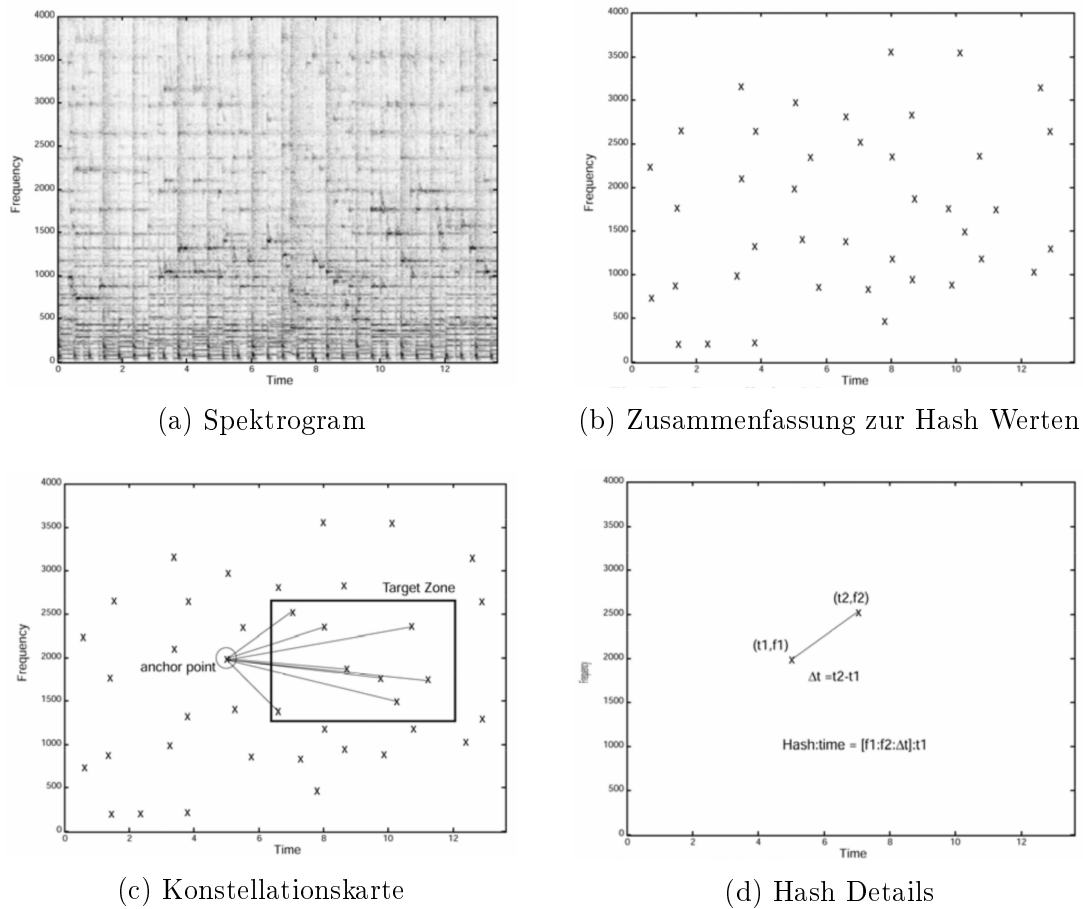 4000
3500
3000
2500
2000
1500
1000
500
0
Frequency
0 2 4 6 8 10 12
Time
(a) Spektrogram
4000
3500
3000
2500
2000
1500
1000
500
0
Frequency
0 2 4 6 8 10 12
Time
(b) Zusammenfassung zur Hash Werten
4000
3500
3000
2500
2000
1500
1000
500
0
Frequency
Target Zone
anchor point
0 2 4 6 8 10 12
Time
(c) Konstellationskarte
4000
3500
3000
2500
2000
1500
1000
500
0
Frequency
(t2,f2)
(t1,f1)
Δt =t2-t1
Hash:time = [f1:f2:Δt]:t1
0 2 4 6 8 10 12
Time
(d) Hash Details